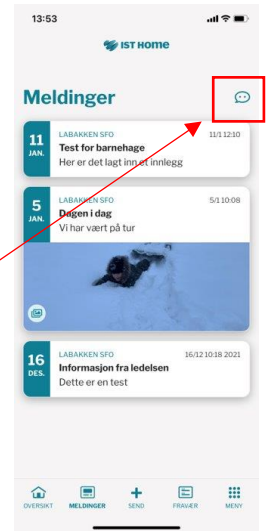 13:53
IST Home
Meldinger
11
JAN.
LABAKKEN SFO
11/1 12:10
Test for barnehage
Her er det lagt inn et innlegg
5
JAN.
LABAKKEN SFO
5/1 10:08
Dagen i dag
Vi har vært på tur
16
DES.
LABAKKEN SFO
16/12 10:18 2021
Informasjon fra ledelsen
Dette er en test
OVERSIKT
MELDINGER
SEND
FRAVÆR
MENY